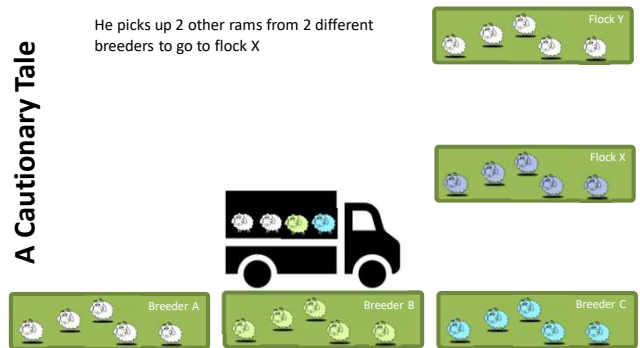 A Cautionary Tale
He picks up 2 other rams from 2 different
breeders to go to flock X
Flock Y
Flock X
Breeder A
Breeder B
Breeder C